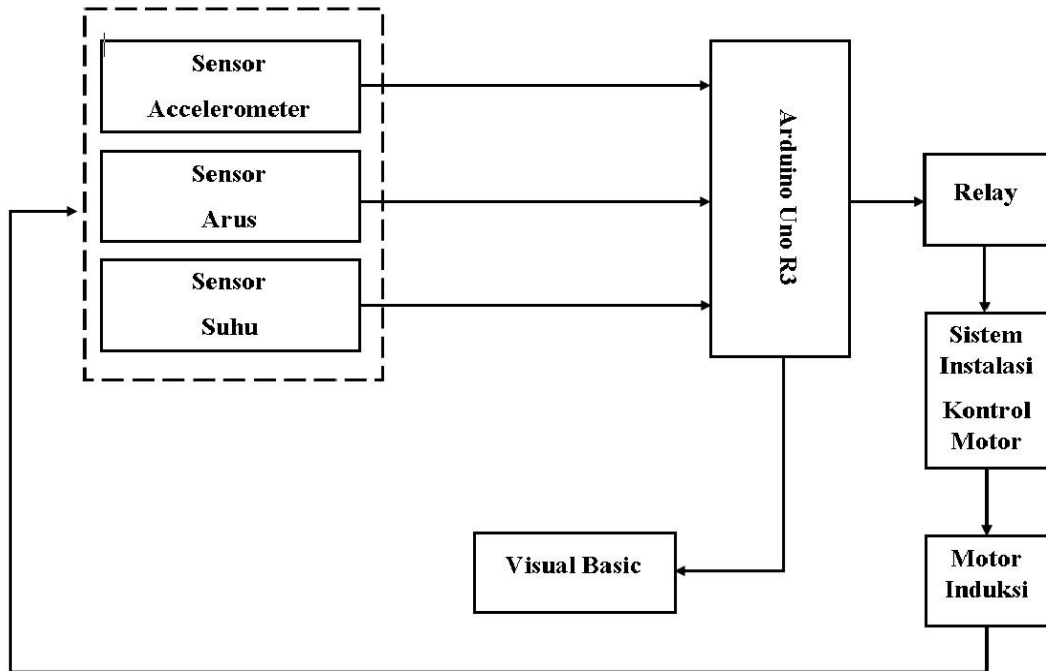 Sensor
Accelerometer
Sensor
Arus
Sensor
Suhu
Arduino Uno R3
Relay
Sistem
Instalasi
Kontrol
Motor
Visual Basic
Motor
Induksi